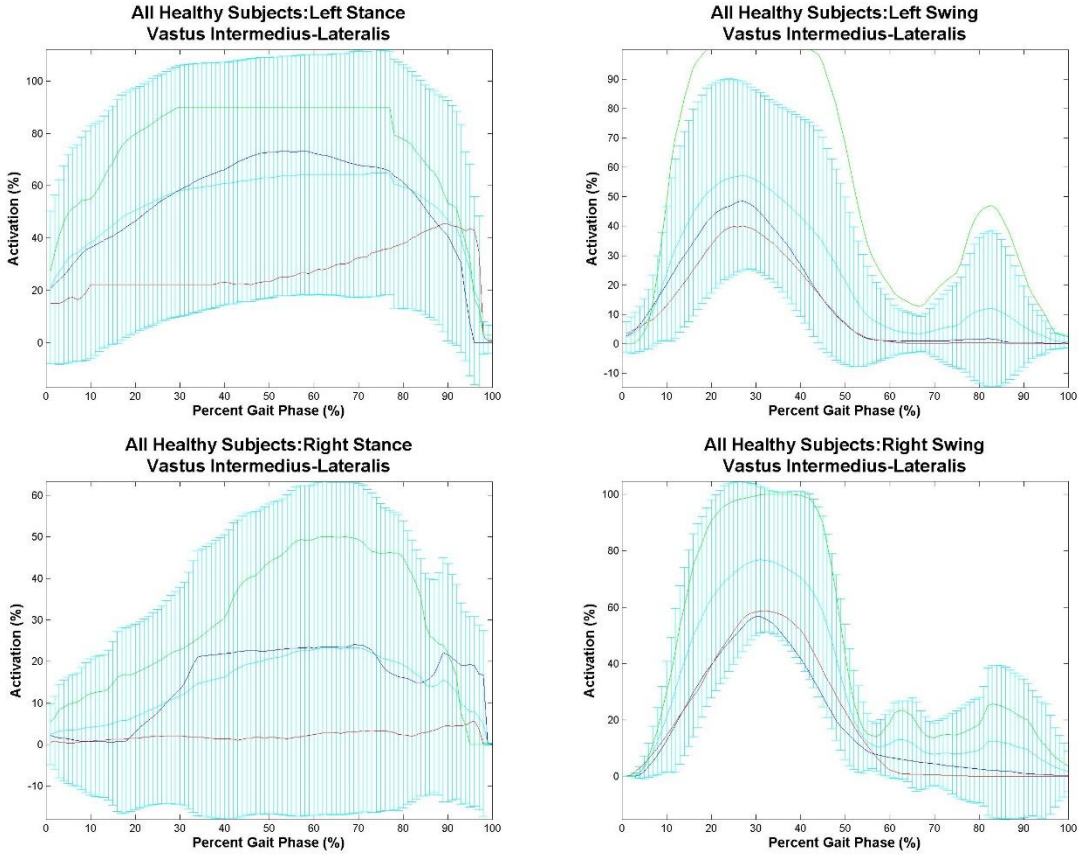 All Healthy Subjects:Left Stance
Vastus Intermedius-Lateralis
Activation (%)
100
80
60
40
20
0
0 10 20 30 40 50 60 70 80 90 100
Percent Gait Phase (%)
All Healthy Subjects:Left Swing
Vastus Intermedius-Lateralis
Activation (%)
90
80
70
60
50
40
30
20
10
0
-10
0 10 20 30 40 50 60 70 80 90 100
Percent Gait Phase (%)
All Healthy Subjects:Right Stance
Vastus Intermedius-Lateralis
Activation (%)
60
50
40
30
20
10
0
-10
0 10 20 30 40 50 60 70 80 90 100
Percent Gait Phase (%)
All Healthy Subjects:Right Swing
Vastus Intermedius-Lateralis
Activation (%)
100
80
60
40
20
0
0 10 20 30 40 50 60 70 80 90 100
Percent Gait Phase (%)